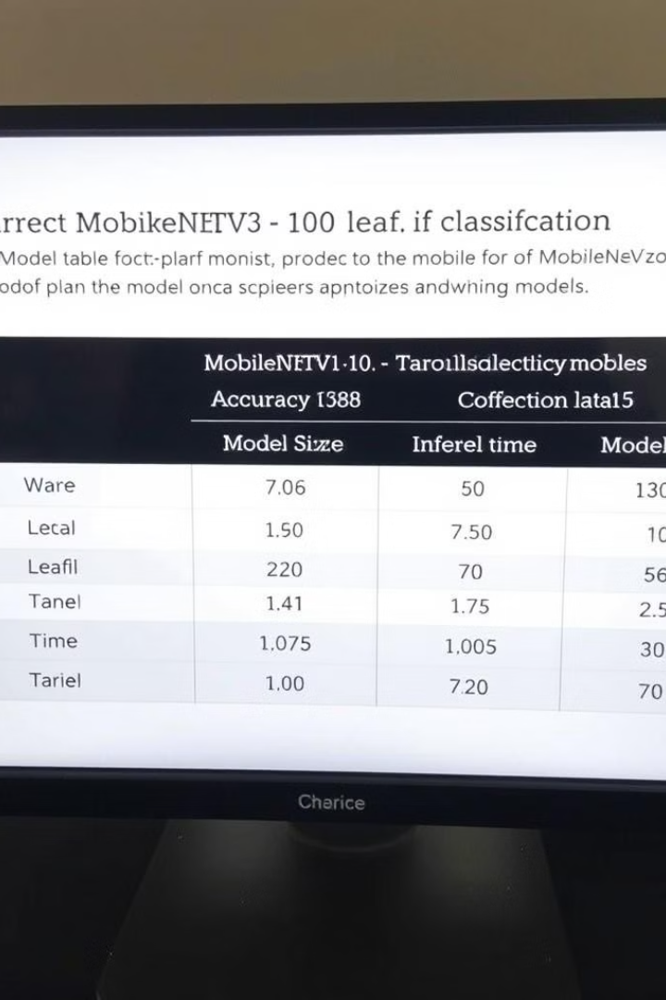 rrect MobikeNETV3 - 100 leaf. if classifcation
Model table foct:-plarf monist, prodec to the mobile for of MobileNeVzo
odof plan the model onca scpieers apntoizes andwhing models.
MobileNETV1·10. - Taroıllsalectlicy mobles
Accuracy 1388 Coffection lata15
Model Sizze Inferel time Model
Ware 7.06 50 130
Lecal 1.50 7.50 10
Leafil 220 70 56
Tanel 1.41 1.75 2.5
Time 1.075 1.005 30
Tariel 1.00 7.20 70
Charice